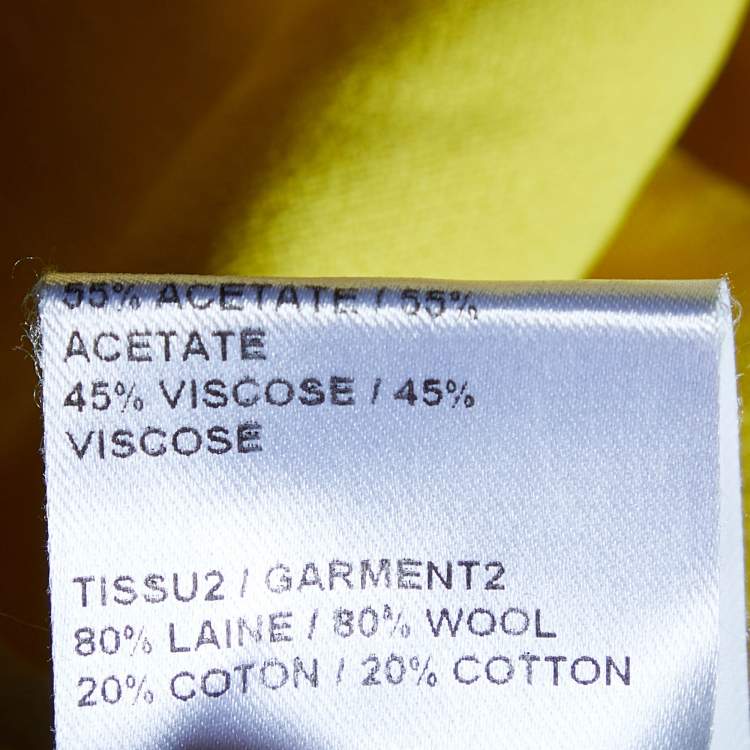 55% ACETATE / 55%
ACETATE
45% VISCOSE / 45%
VISCOSE
TISSU2 / GARMENT2
80% LAINE / 80% WOOL
20% COTON / 20% COTTON